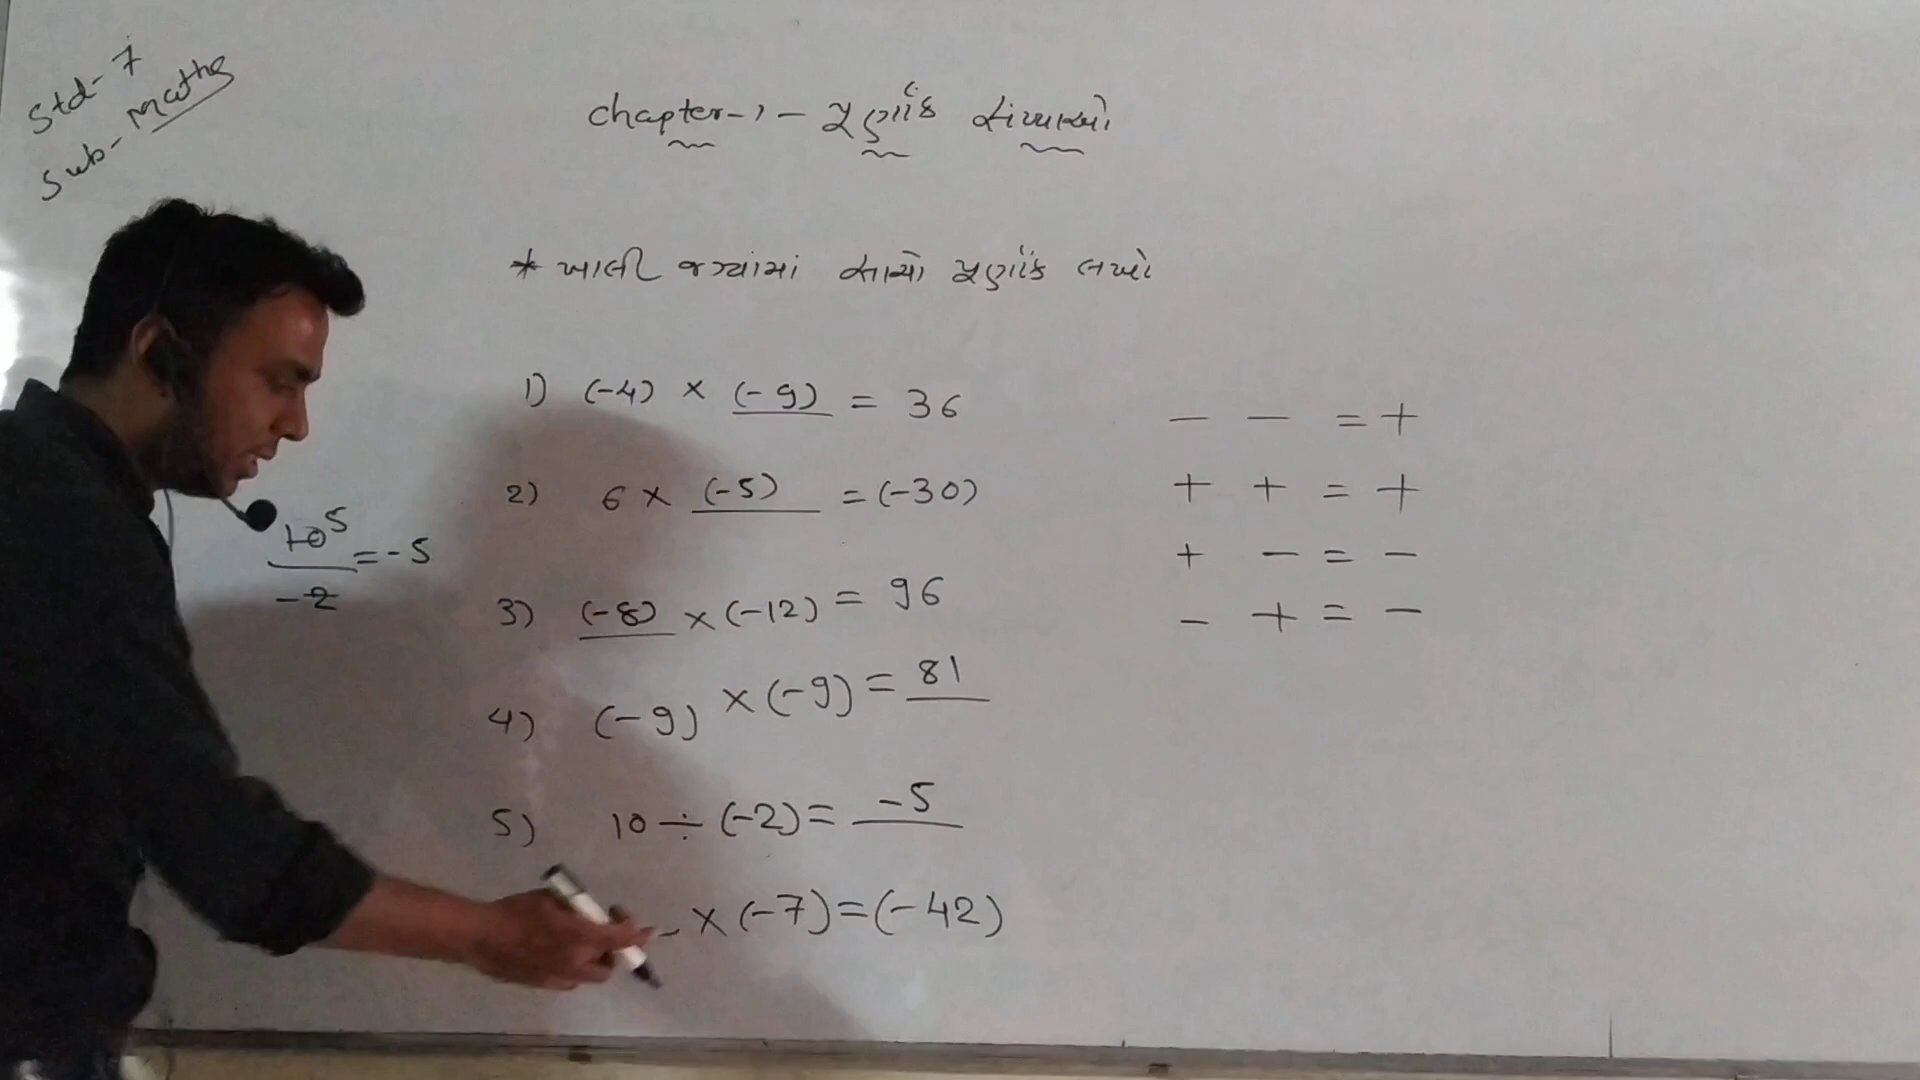 Std- 7
Sub- Maths
chapter-1 - પૂર્ણાંક સંખ્યાઓ
* ખાલી જગ્યામાં સાચો પૂર્ણાંક લખો
1) (-4) × (-9) = 36
2) 6 × (-5) = (-30)
3) (-8) × (-12) = 96
4) (-9) × (-9) = 81
5) 10 ÷ (-2) = -5
× (-7) = (-42)
10 5
= -5
-2
- - = +
+ + = +
+ - = -
- + = -